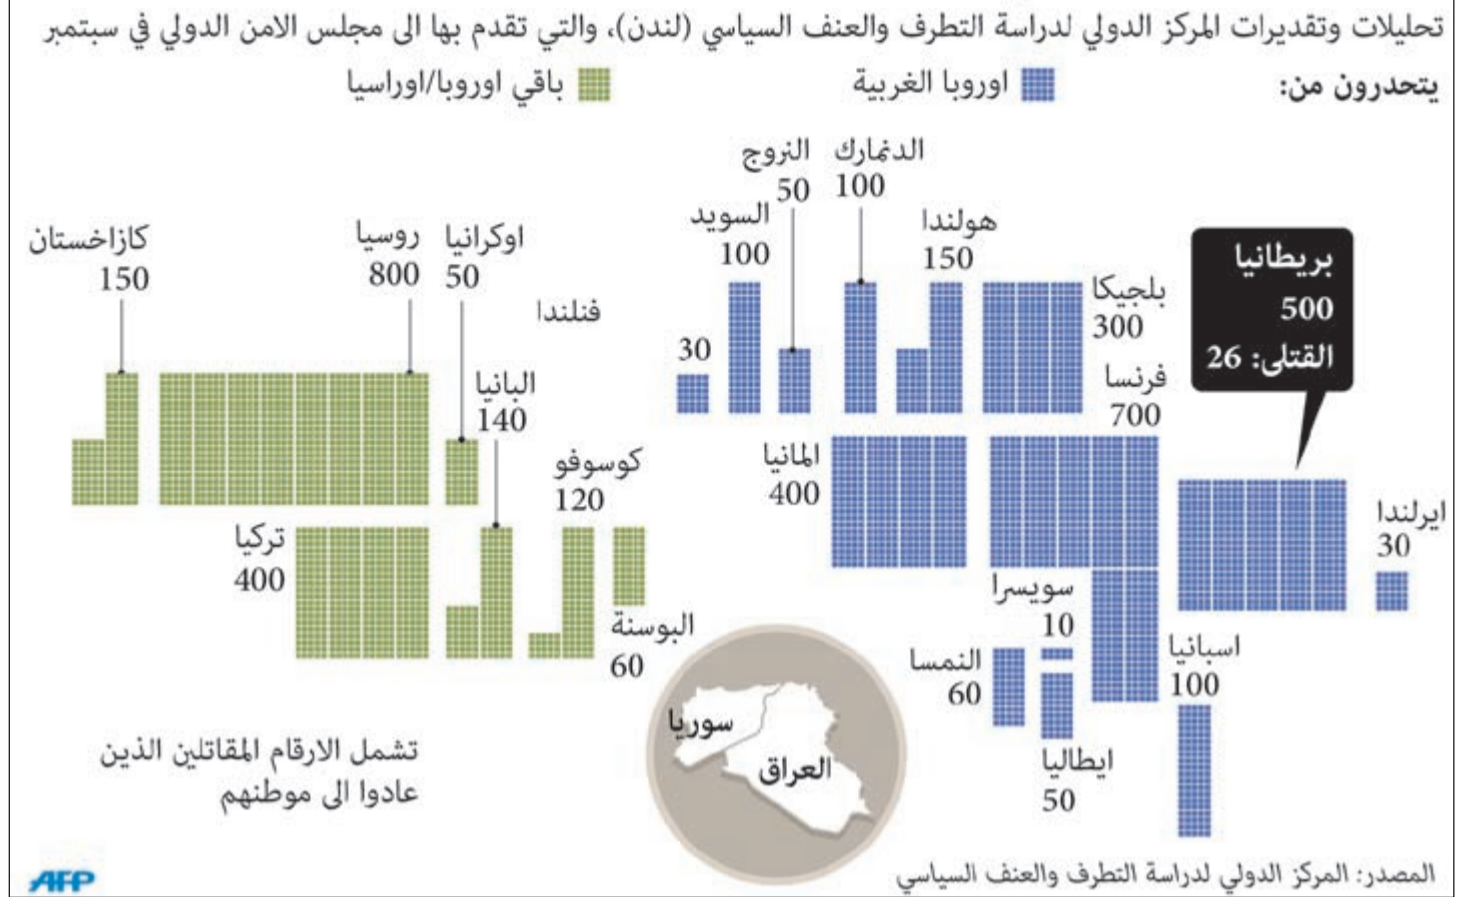 تحليلات وتقديرات المركز الدولي لدراسة التطرف والعنف السياسي (لندن)، والتي تقدم بها الى مجلس الامن الدولي في سبتمبر
يتحدرون من:
اوروبا الغربية
باقي اوروبا/اوراسيا
بريطانيا
500
القتلى: 26
ايرلندا
30
بلجيكا
300
فرنسا
700
هولندا
150
الدنمارك
100
النروج
50
السويد
100
30
فنلندا
المانيا
400
سويسرا
10
النمسا
60
ايطاليا
50
اسبانيا
100
اوكرانيا
50
روسيا
800
كازاخستان
150
البانيا
140
كوسوفو
120
البوسنة
60
تركيا
400
سوريا
العراق
تشمل الارقام المقاتلين الذين
عادوا الى موطنهم
المصدر: المركز الدولي لدراسة التطرف والعنف السياسي
AFP